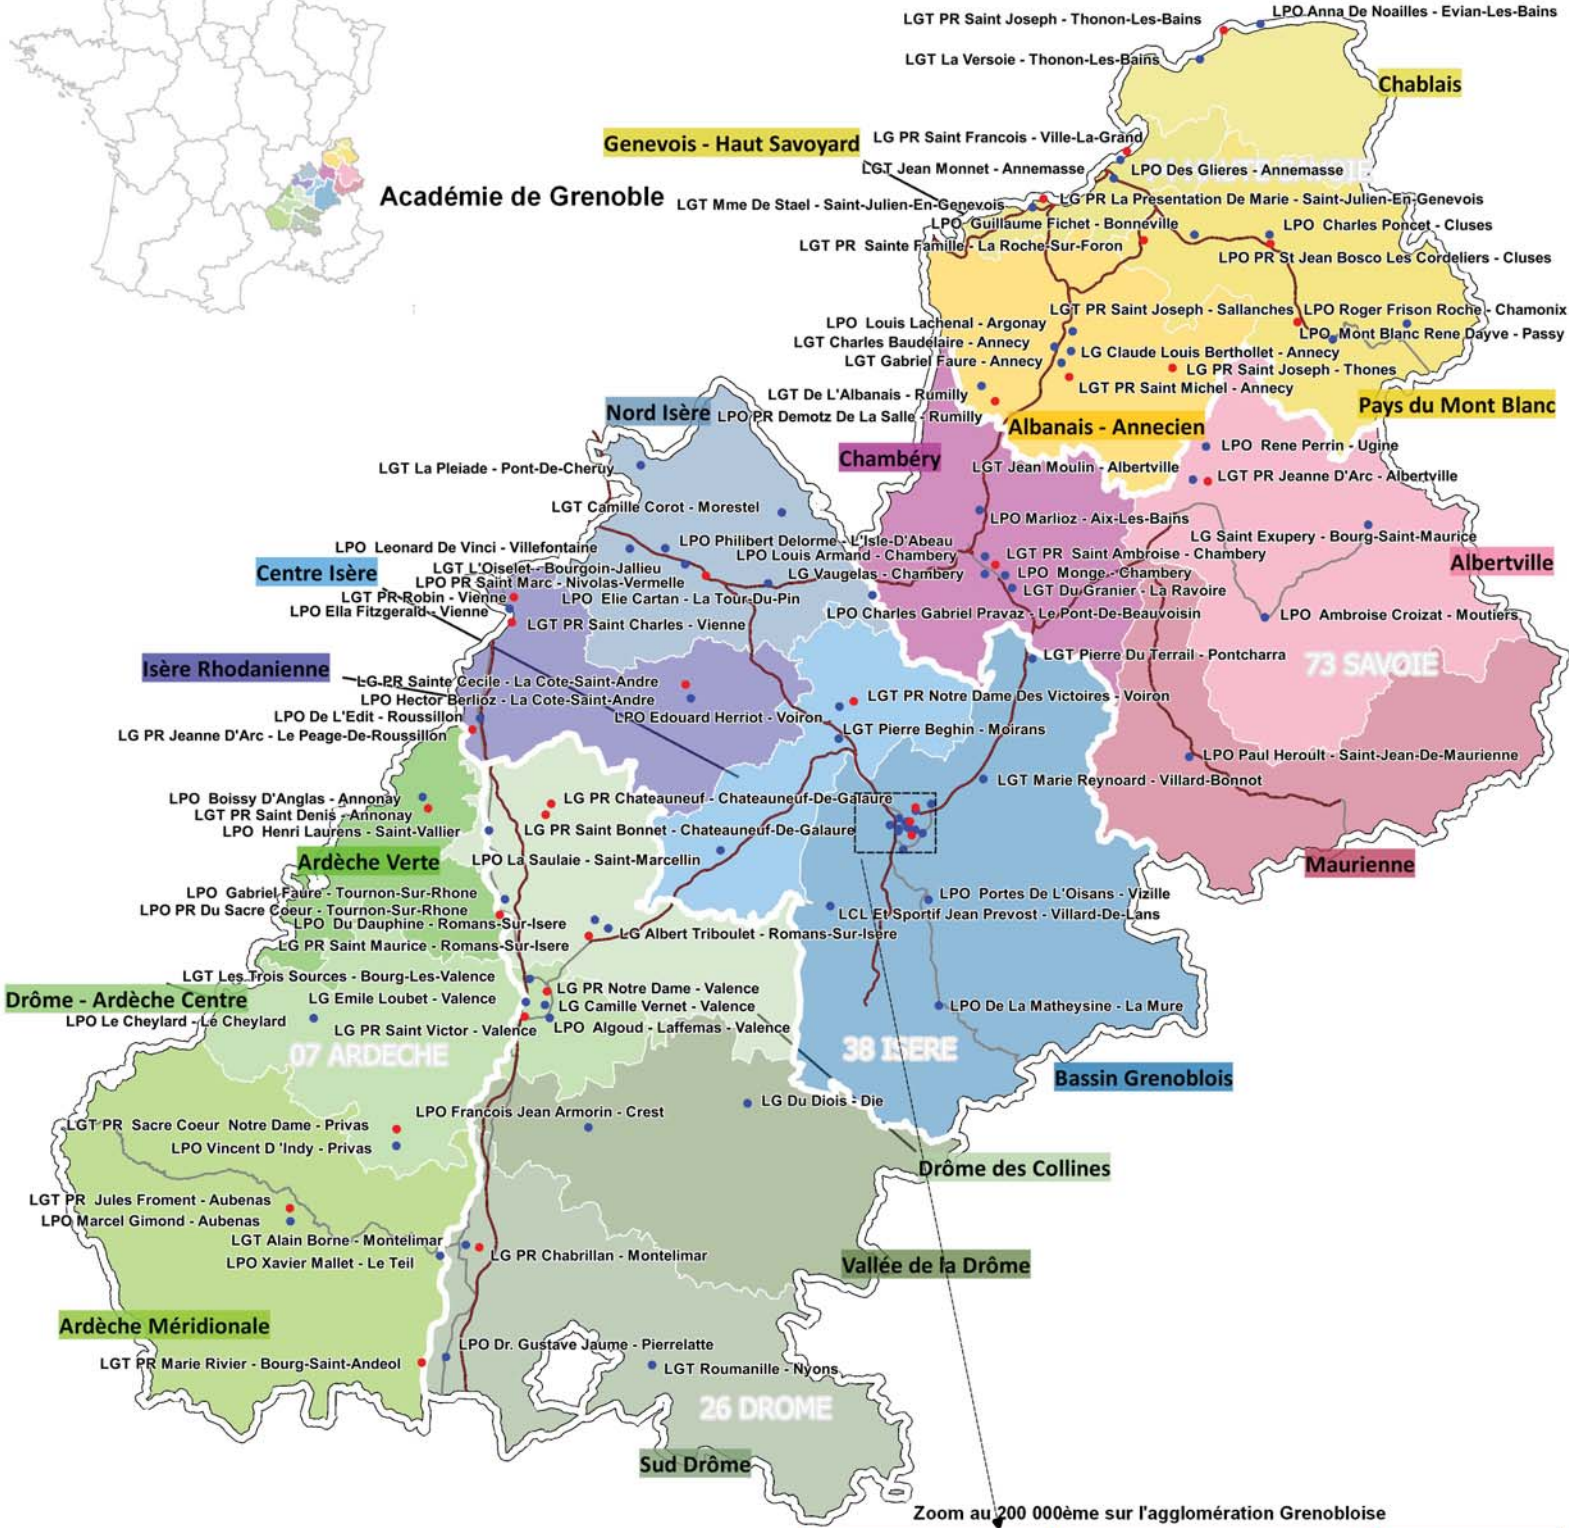 LPO Anna De Noailles - Evian-Les-Bains
LGT PR Saint Joseph - Thonon-Les-Bains
LGT La Versoie - Thonon-Les-Bains
Chablais
Genevois - Haut Savoyard
LG PR Saint Francois - Ville-La-Grand
74 HAUTE SAVOIE
LGT Jean Monnet - Annemasse
LPO Des Glieres - Annemasse
Académie de Grenoble
LGT Mme De Stael - Saint-Julien-En-Genevois
LG PR La Presentation De Marie - Saint-Julien-En-Genevois
LPO Guillaume Fichet - Bonneville
LPO Charles Poncet - Cluses
LGT PR Sainte Famille - La Roche-Sur-Foron
LPO PR St Jean Bosco Les Cordeliers - Cluses
LGT PR Saint Joseph - Sallanches
LPO Roger Frison Roche - Chamonix
LPO Louis Lachenal - Argonay
LPO Mont Blanc Rene Dayve - Passy
LGT Charles Baudelaire - Annecy
LG Claude Louis Berthollet - Annecy
LGT Gabriel Faure - Annecy
LG PR Saint Joseph - Thones
LGT PR Saint Michel - Annecy
LGT De L'Albanais - Rumilly
Pays du Mont Blanc
Nord Isère
LPO PR Demotz De La Salle - Rumilly
Albanais - Annecien
LPO Rene Perrin - Ugine
Chambéry
LGT La Pleiade - Pont-De-Cheruy
LGT Jean Moulin - Albertville
LGT PR Jeanne D'Arc - Albertville
LGT Camille Corot - Morestel
LPO Marlioz - Aix-Les-Bains
LG Saint Exupery - Bourg-Saint-Maurice
LPO Leonard De Vinci - Villefontaine
LPO Philibert Delorme - L'Isle-D'Abeau
LPO Louis Armand - Chambery
LGT PR Saint Ambroise - Chambery
Albertville
Centre Isère
LGT L'Oiselet - Bourgoin-Jallieu
LG Vaugelas - Chambery
LPO Monge - Chambery
LPO PR Saint Marc - Nivolas-Vermelle
LGT Du Granier - La Ravoire
LGT PR Robin - Vienne
LPO Elie Cartan - La Tour-Du-Pin
LPO Ella Fitzgerald - Vienne
LPO Charles Gabriel Pravaz - Le Pont-De-Beauvoisin
LPO Ambroise Croizat - Moutiers
LGT PR Saint Charles - Vienne
LGT Pierre Du Terrail - Pontcharra
73 SAVOIE
Isère Rhodanienne
LG PR Sainte Cecile - La Cote-Saint-Andre
LGT PR Notre Dame Des Victoires - Voiron
LPO Hector Berlioz - La Cote-Saint-Andre
LPO De L'Edit - Roussillon
LPO Edouard Herriot - Voiron
LG PR Jeanne D'Arc - Le Peage-De-Roussillon
LGT Pierre Beghin - Moirans
LPO Paul Heroult - Saint-Jean-De-Maurienne
LGT Marie Reynoard - Villard-Bonnot
LPO Boissy D'Anglas - Annonay
LG PR Chateauneuf - Chateauneuf-De-Galaure
LGT PR Saint Denis - Annonay
LPO Henri Laurens - Saint-Vallier
LG PR Saint Bonnet - Chateauneuf-De-Galaure
Ardèche Verte
LPO La Saulaie - Saint-Marcellin
Maurienne
LPO Gabriel Faure - Tournon-Sur-Rhone
LPO Portes De L'Oisans - Vizille
LPO PR Du Sacre Coeur - Tournon-Sur-Rhone
LCL Et Sportif Jean Prevost - Villard-De-Lans
LPO Du Dauphine - Romans-Sur-Isere
LG Albert Triboulet - Romans-Sur-Isere
LG PR Saint Maurice - Romans-Sur-Isere
LGT Les Trois Sources - Bourg-Les-Valence
LG PR Notre Dame - Valence
Drôme - Ardèche Centre
LG Emile Loubet - Valence
LG Camille Vernet - Valence
LPO De La Matheysine - La Mure
LPO Le Cheylard - Le Cheylard
LG PR Saint Victor - Valence
LPO Algoud - Laffemas - Valence
07 ARDECHE
38 ISERE
Bassin Grenoblois
LPO Francois Jean Armorin - Crest
LG Du Diois - Die
LGT PR Sacre Coeur Notre Dame - Privas
LPO Vincent D 'Indy - Privas
Drôme des Collines
LGT PR Jules Froment - Aubenas
LPO Marcel Gimond - Aubenas
LGT Alain Borne - Montelimar
LG PR Chabrillan - Montelimar
LPO Xavier Mallet - Le Teil
Vallée de la Drôme
Ardèche Méridionale
LPO Dr. Gustave Jaume - Pierrelatte
LGT PR Marie Rivier - Bourg-Saint-Andeol
LGT Roumanille - Nyons
26 DROME
Sud Drôme
Zoom au 200 000ème sur l'agglomération Grenobloise